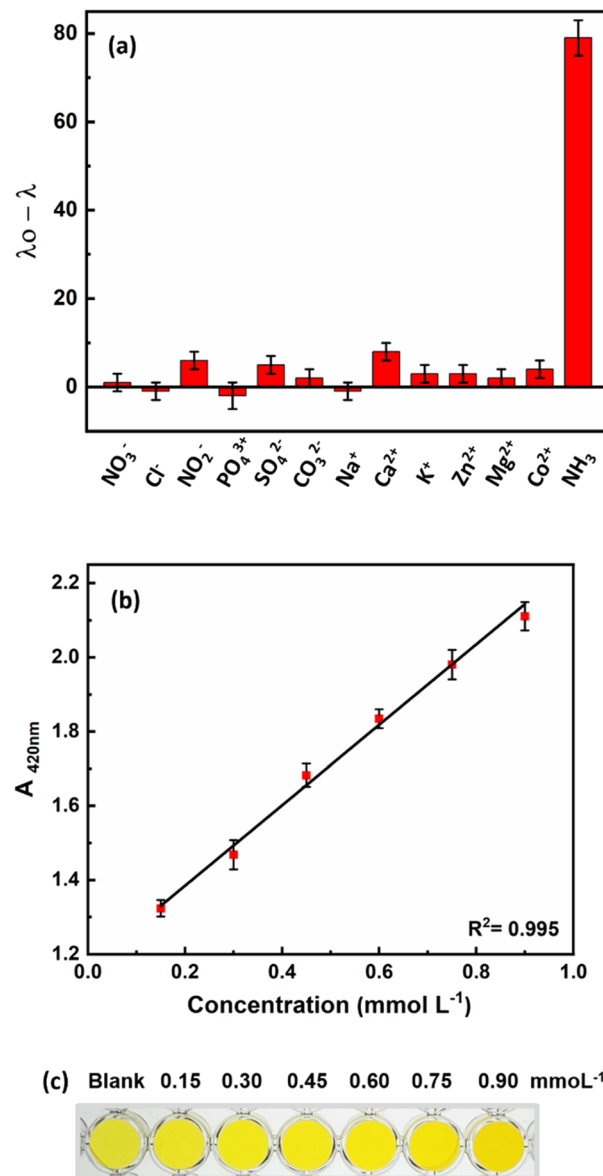 (a)
80
60
40
20
0
λo – λ
NO₃⁻ Cl⁻ NO₂⁻ PO₄³⁺ SO₄²⁻ CO₃²⁻ Na⁺ Ca²⁺ K⁺ Zn²⁺ Mg²⁺ Co²⁺ NH₃
(b)
2.2
2.0
1.8
1.6
1.4
1.2
A 420nm
R²= 0.995
0.0 0.2 0.4 0.6 0.8 1.0
Concentration (mmol L⁻¹)
(c) Blank 0.15 0.30 0.45 0.60 0.75 0.90 mmoL⁻¹